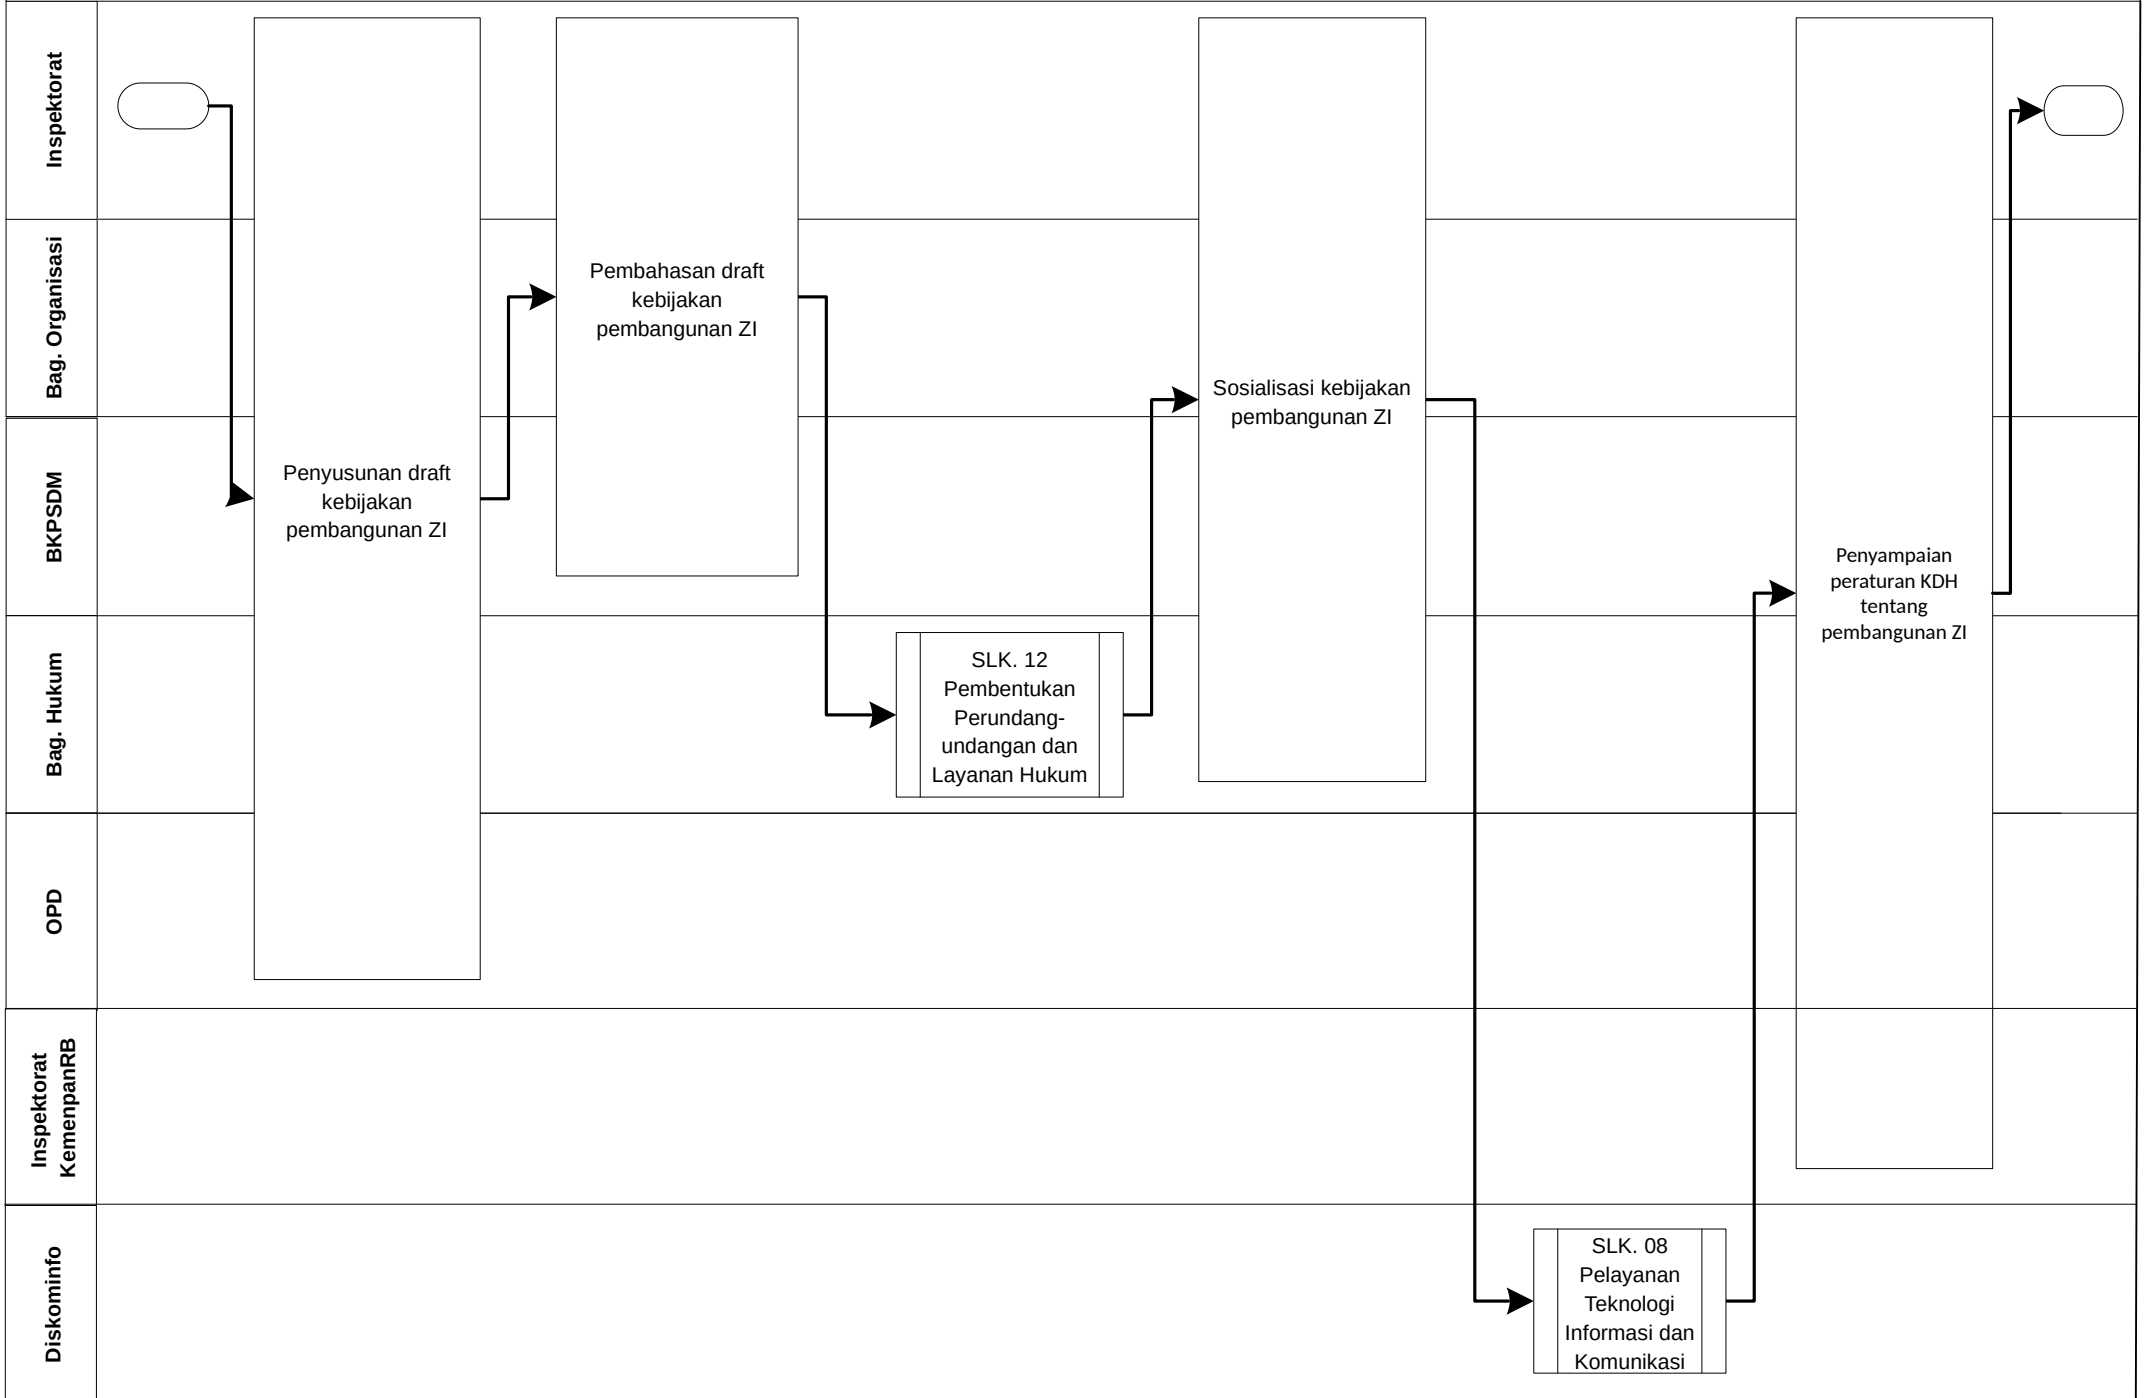 Inspektorat
Bag. Organisasi
BKPSDM
Bag. Hukum
OPD
Inspektorat
KemenpanRB
Diskominfo
Penyusunan draft
kebijakan
pembangunan ZI
Pembahasan draft
kebijakan
pembangunan ZI
SLK. 12
Pembentukan
Perundang-
undangan dan
Layanan Hukum
Sosialisasi kebijakan
pembangunan ZI
SLK. 08
Pelayanan
Teknologi
Informasi dan
Komunikasi
Penyampaian
peraturan KDH
tentang
pembangunan ZI